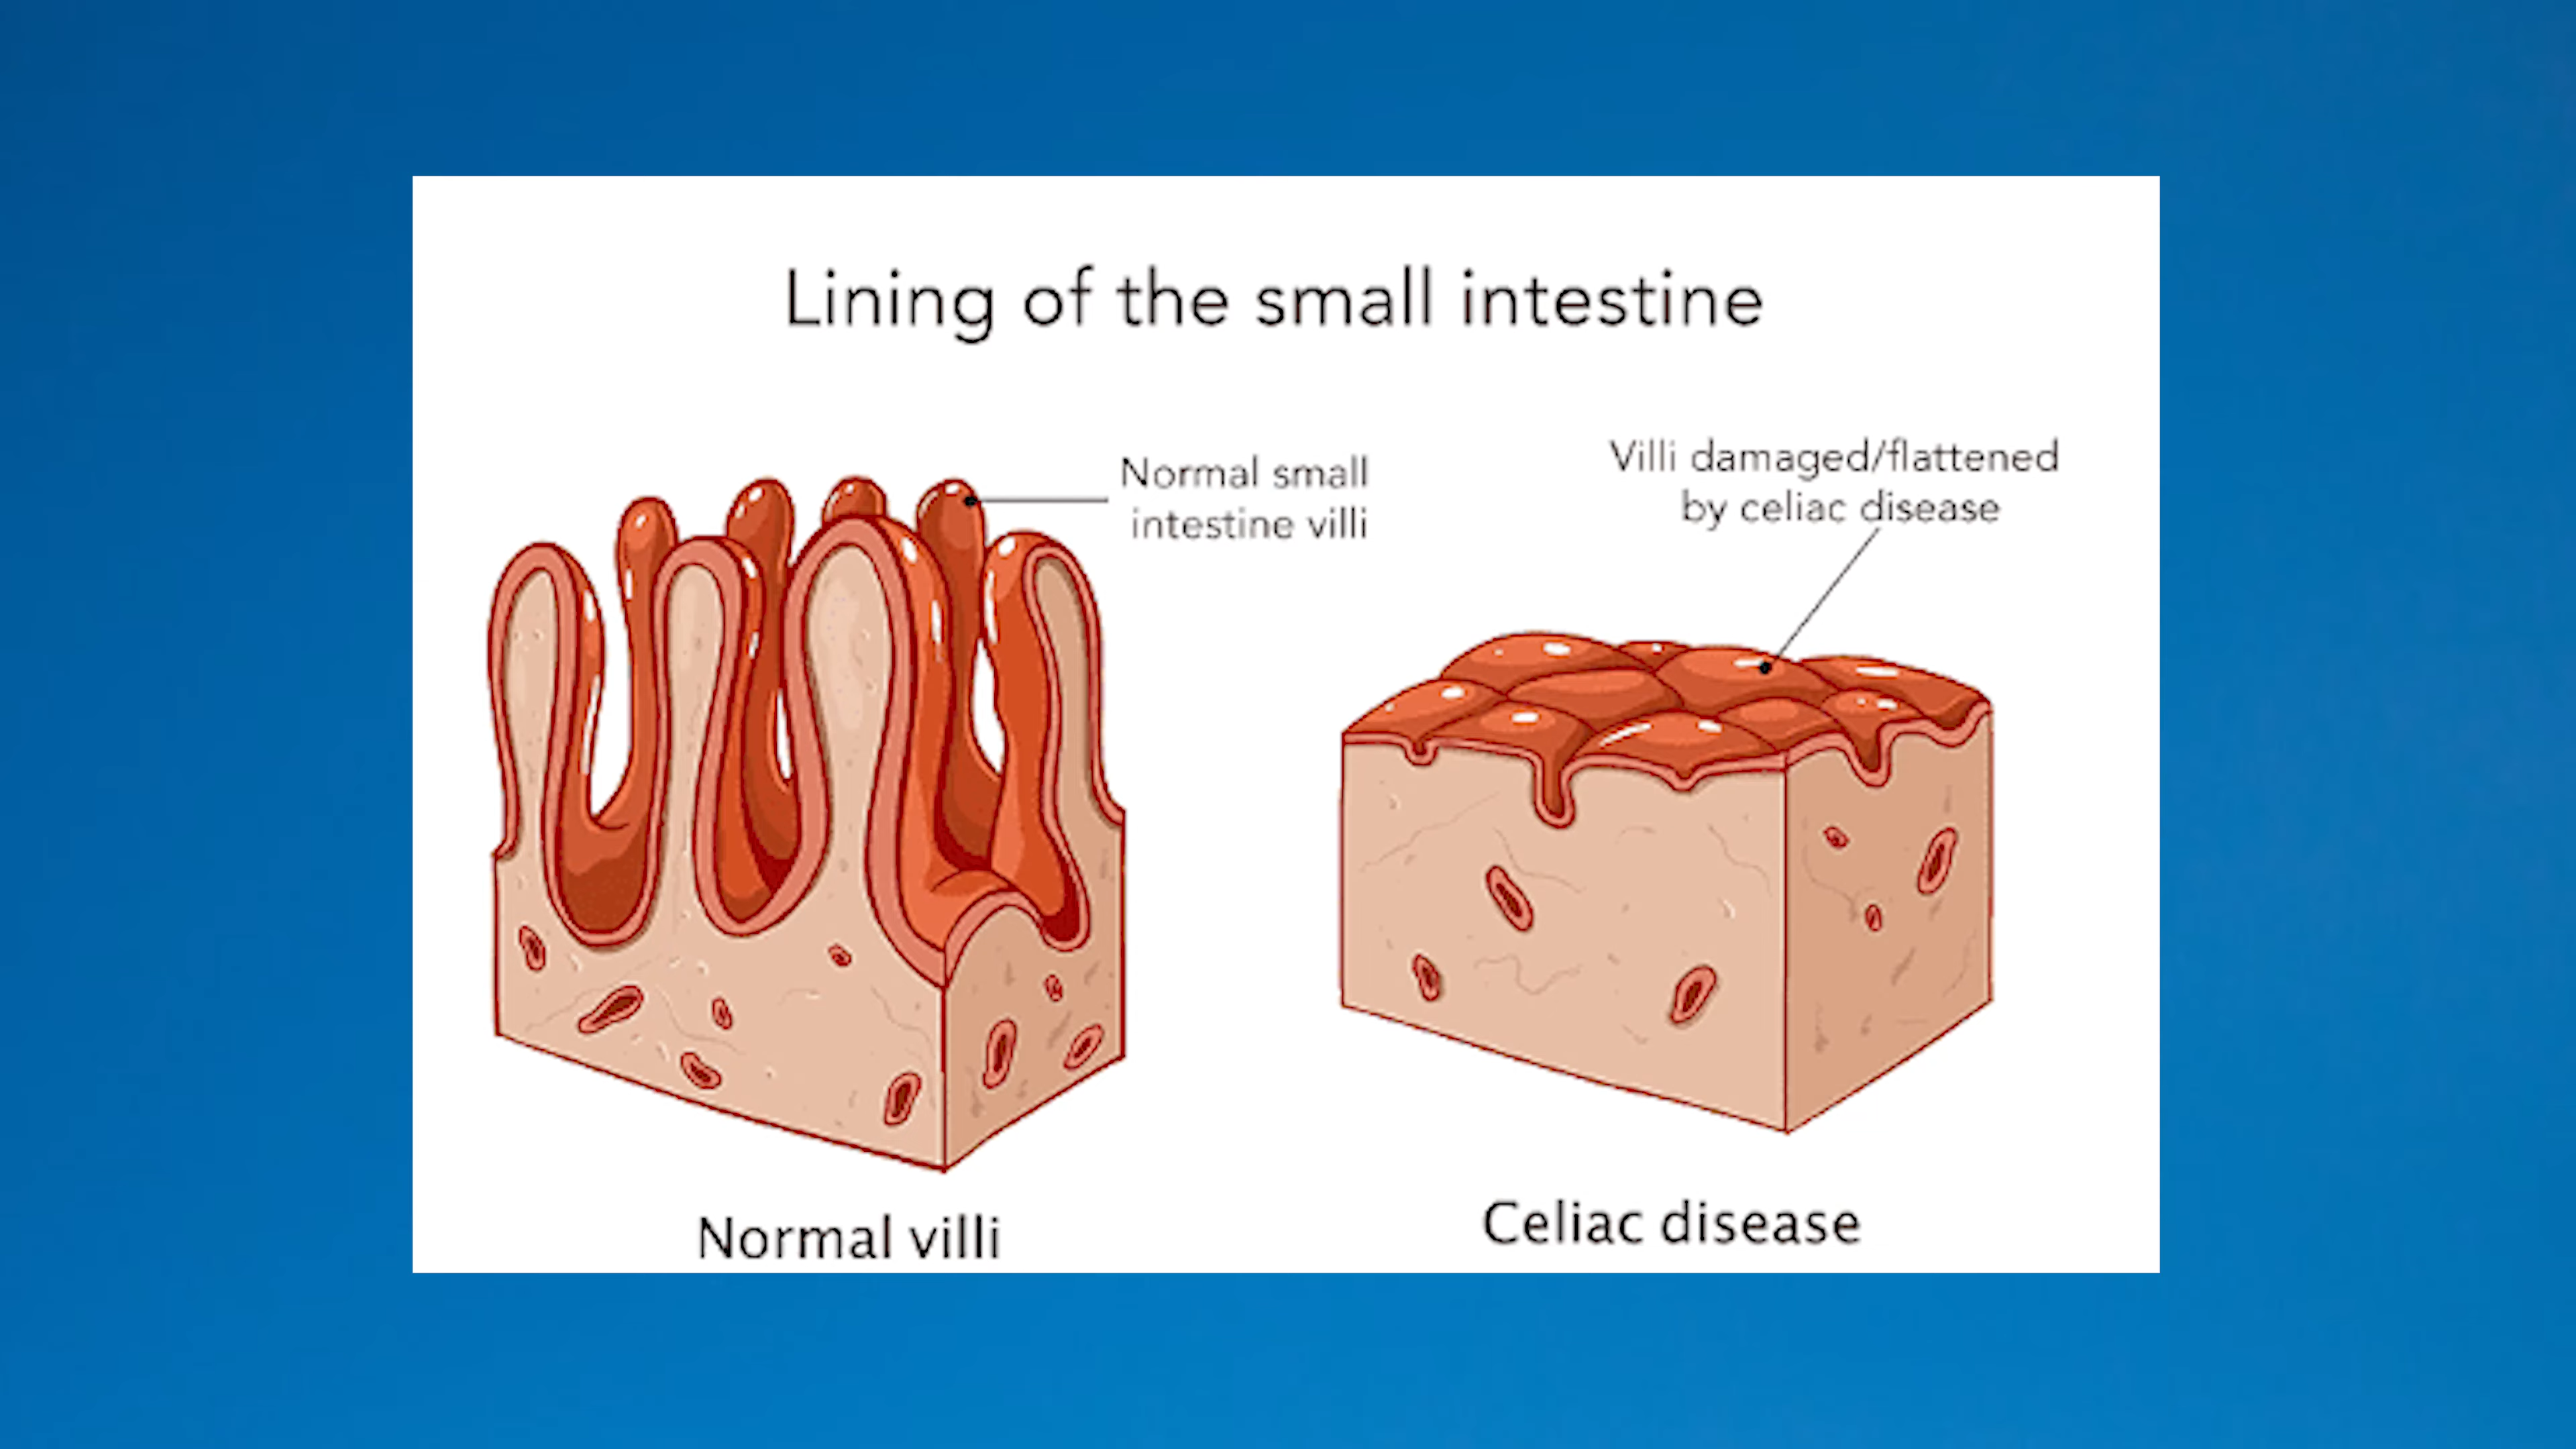 Lining of the small intestine
Normal small
intestine villi
Villi damaged/flattened
by celiac disease
Normal villi
Celiac disease